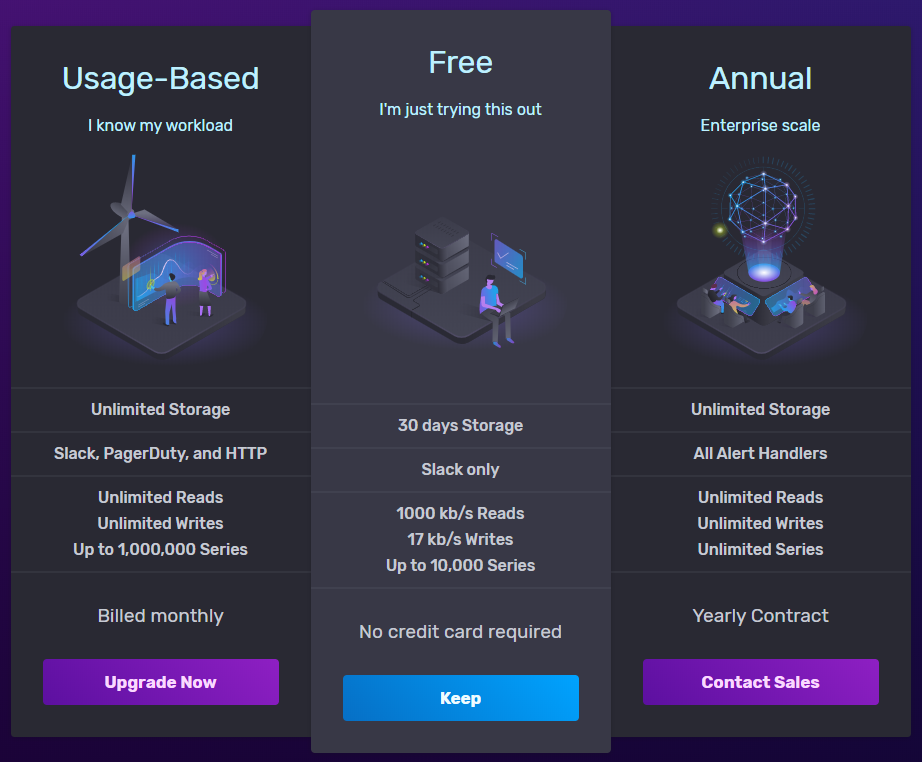 Usage-Based
I know my workload
Unlimited Storage
Slack, PagerDuty, and HTTP
Unlimited Reads
Unlimited Writes
Up to 1,000,000 Series
Billed monthly
Upgrade Now
Free
I'm just trying this out
30 days Storage
Slack only
1000 kb/s Reads
17 kb/s Writes
Up to 10,000 Series
No credit card required
Keep
Annual
Enterprise scale
Unlimited Storage
All Alert Handlers
Unlimited Reads
Unlimited Writes
Unlimited Series
Yearly Contract
Contact Sales